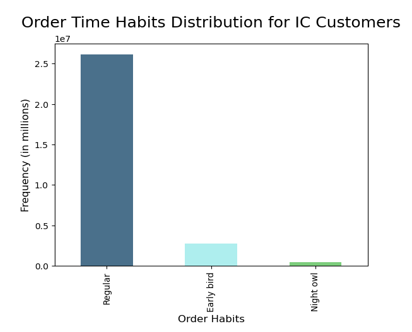 Order Time Habits Distribution for IC Customers
1e7
2.5
2.0
1.5
1.0
0.5
0.0
Frequency (in millions)
Regular
Early bird
Night owl
Order Habits